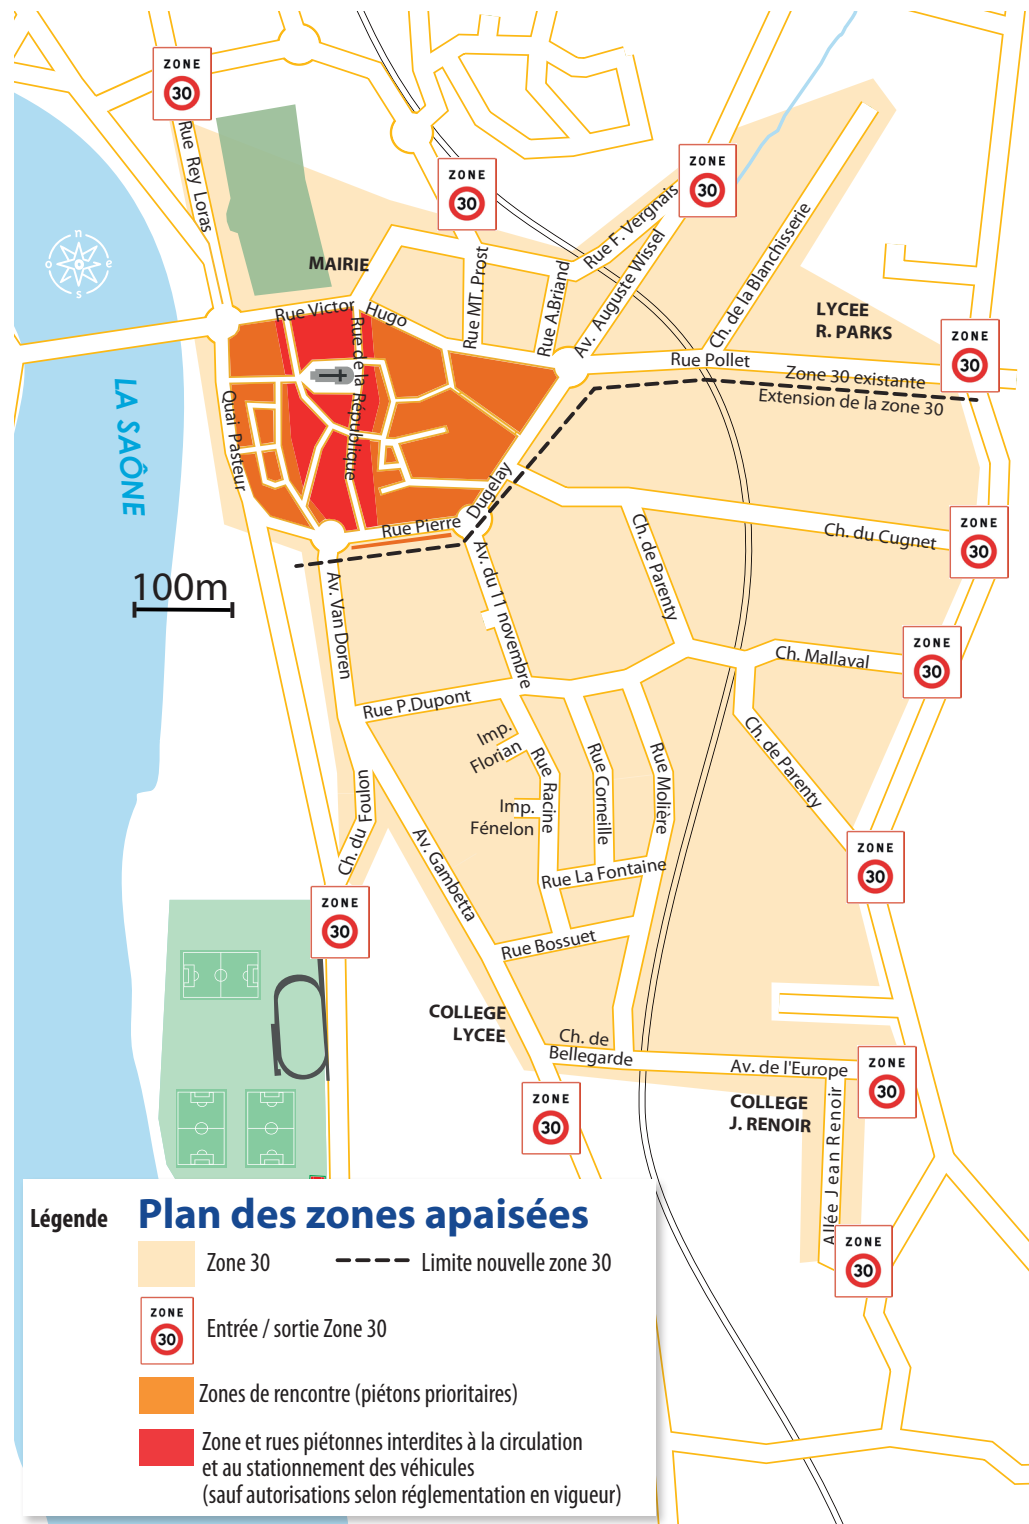 ZONE
30
Rue Rey Loras
ZONE
30
ZONE
30
n
o
e
s
MAIRIE
Rue Victor Hugo
Rue MT. Prost
Rue A.Briand
Rue F. Vergnais
Av. Auguste Wissel
Ch. de la Blanchisserie
LYCEE
R. PARKS
ZONE
30
Rue Pollet
Zone 30 existante
Extension de la zone 30
LA SAÔNE
Quai Pasteur
Rue de la République
Rue Pierre Dugelay
100m
Av. Van Doren
Av. du 11 novembre
Ch. de Parenty
Ch. du Cugnet
ZONE
30
Ch. Mallaval
ZONE
30
Rue P.Dupont
Imp.
Florian
Rue Racine
Rue Corneille
Rue Molière
Ch. de Parenty
Ch. du Foulon
Imp.
Fénelon
Av. Gambetta
Rue La Fontaine
ZONE
30
ZONE
30
Rue Bossuet
COLLEGE
LYCEE
Ch. de
Bellegarde
Av. de l'Europe
ZONE
30
COLLEGE
J. RENOIR
ZONE
30
Allée Jean Renoir
ZONE
30
Légende
Plan des zones apaisées
Zone 30
Limite nouvelle zone 30
ZONE
30
Entrée / sortie Zone 30
Zones de rencontre (piétons prioritaires)
Zone et rues piétonnes interdites à la circulation
et au stationnement des véhicules
(sauf autorisations selon réglementation en vigueur)